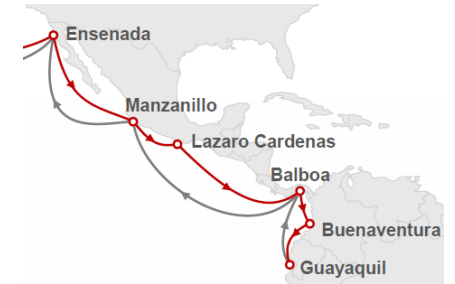 Ensenada
Manzanillo
Lazaro Cardenas
Balboa
Buenaventura
Guayaquil